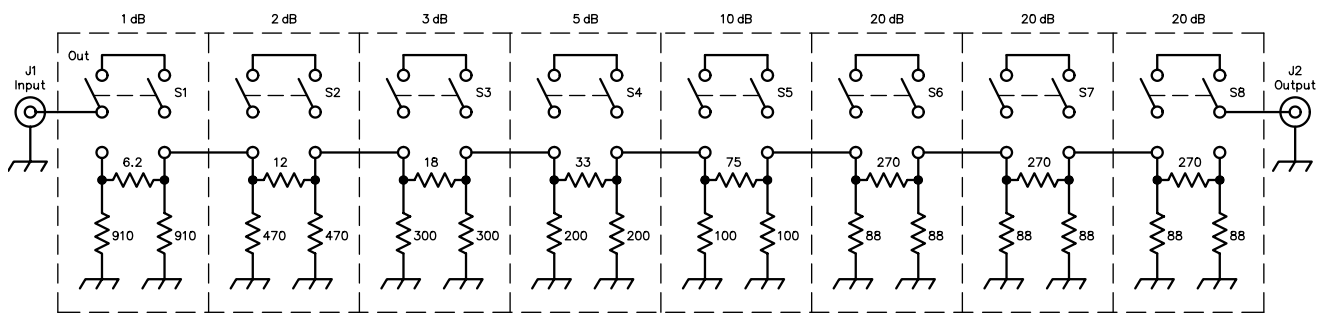 1 dB 2 dB 3 dB 5 dB 10 dB 20 dB 20 dB 20 dB
Out
J1
Input
S1 S2 S3 S4 S5 S6 S7 S8
J2
Output
6.2 12 18 33 75 270 270 270
910 910 470 470 300 300 200 200 100 100 88 88 88 88 88 88